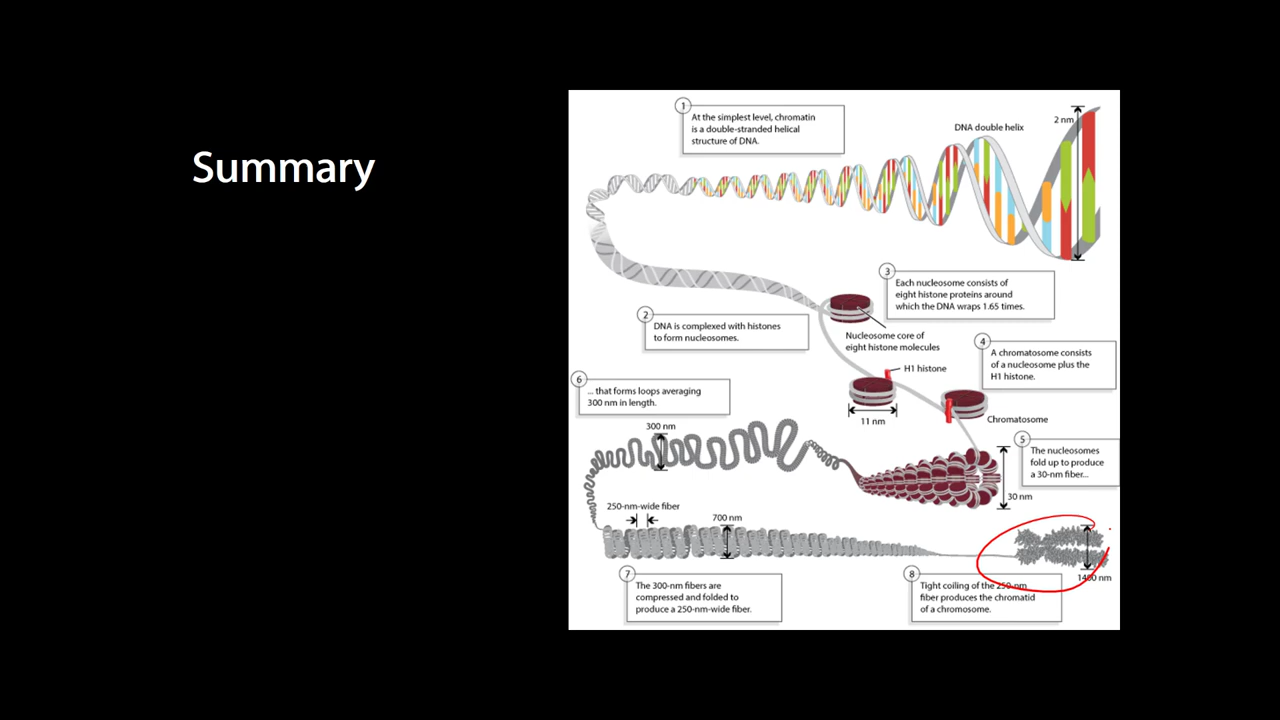 Summary
1
At the simplest level, chromatin
is a double-stranded helical
structure of DNA.
DNA double helix
2 nm
3
Each nucleosome consists of
eight histone proteins around
which the DNA wraps 1.65 times.
2
DNA is complexed with histones
to form nucleosomes.
Nucleosome core of
eight histone molecules
4
A chromatosome consists
of a nucleosome plus the
H1 histone.
H1 histone
6
...that forms loops averaging
300 nm in length.
11 nm
Chromatosome
300 nm
5
The nucleosomes
fold up to produce
a 30-nm fiber...
30 nm
250-nm-wide fiber
700 nm
1400 nm
7
The 300-nm fibers are
compressed and folded to
produce a 250-nm-wide fiber.
8
Tight coiling of the 250-nm
fiber produces the chromatid
of a chromosome.